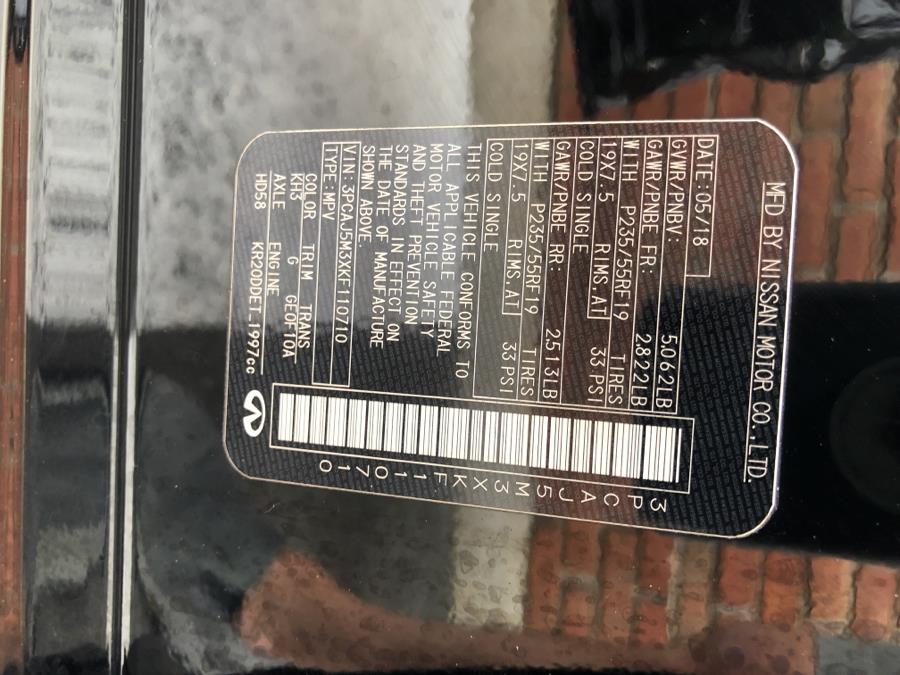 MFD BY NISSAN MOTOR CO.,LTD.
DATE:05/18
GVWR/PNBV: 5,062LB
GAWR/PNBE FR: 2,822LB
WITH P235/55RF19 TIRES
19X7.5 RIMS.AT
COLD SINGLE 33 PSI
GAWR/PNBE RR: 2,513LB
WITH P235/55RF19 TIRES
19X7.5 RIMS.AT
COLD SINGLE 33 PSI
THIS VEHICLE CONFORMS TO
ALL APPLICABLE FEDERAL
MOTOR VEHICLE SAFETY
AND THEFT PREVENTION
STANDARDS IN EFFECT ON
THE DATE OF MANUFACTURE
SHOWN ABOVE.
VIN:3PCAJ5M3XKF110710
TYPE:MPV
COLOR TRIM TRANS
KH3 G GEOF10A
AXLE ENGINE
HD58 KR20DDET 1997cc
3PCAJ5M3XKF110710